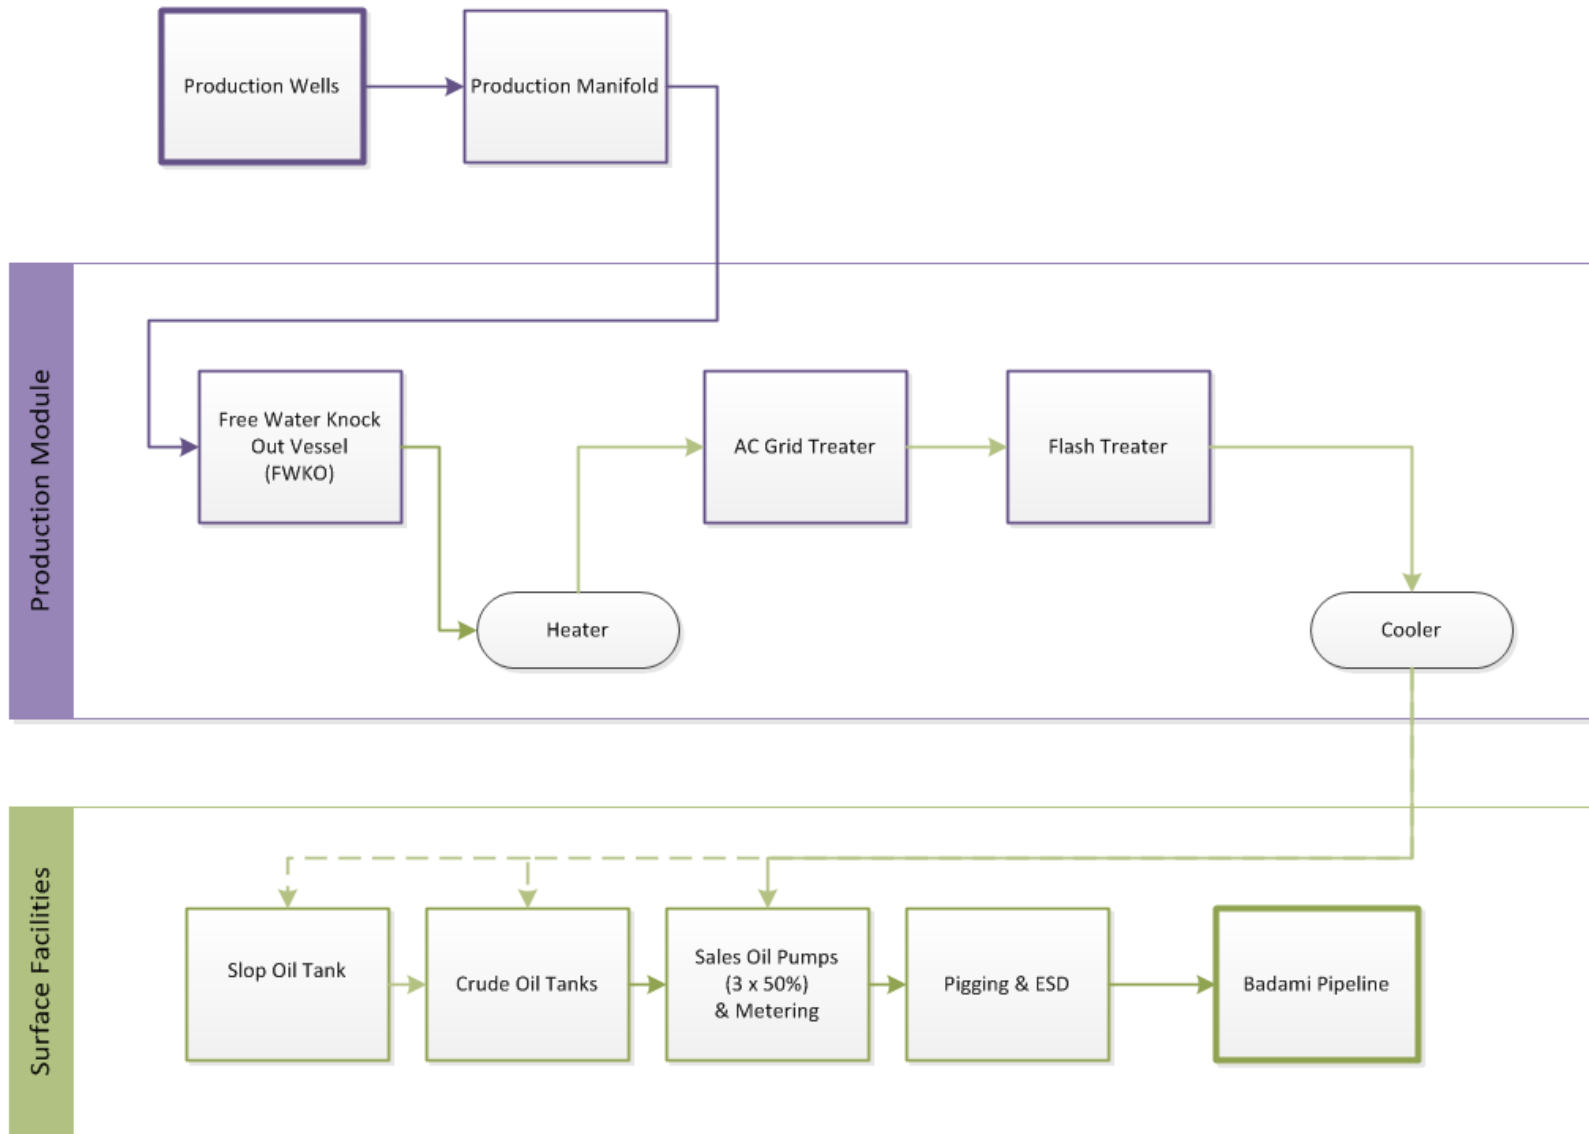 Production Wells
Production Manifold
Production Module
Free Water Knock
Out Vessel
(FWKO)
AC Grid Treater
Flash Treater
Heater
Cooler
Surface Facilities
Slop Oil Tank
Crude Oil Tanks
Sales Oil Pumps
(3 x 50%)
& Metering
Pigging & ESD
Badami Pipeline